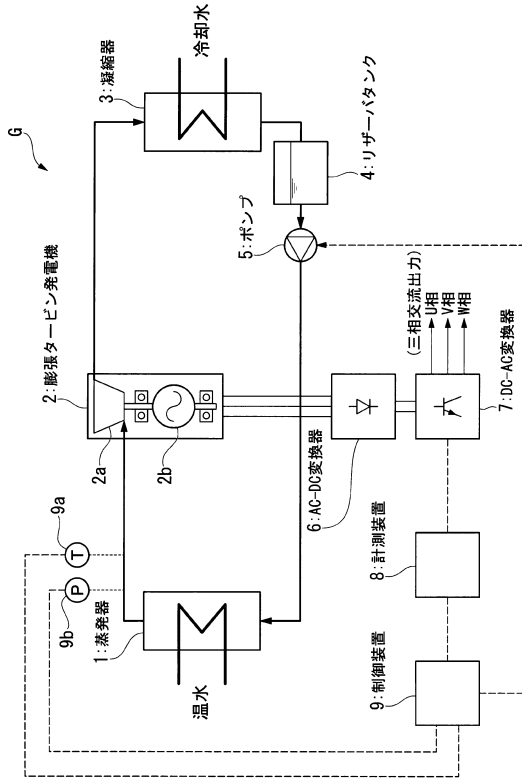 G
3:凝縮器
冷却水
4:リザーバタンク
5:ポンプ
2:膨張タービン発電機
2a
2b
(三相交流出力)
U相
V相
W相
6:AC-DC変換器
7:DC-AC変換器
9a
T
9b
P
1:蒸発器
温水
8:計測装置
9:制御装置